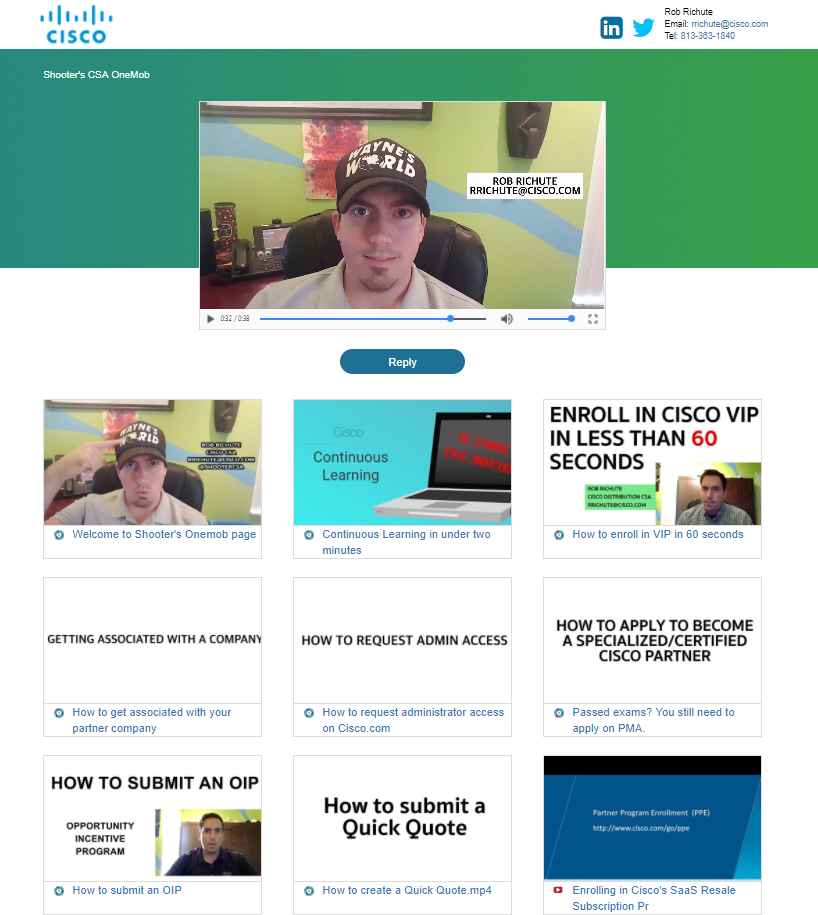 CISCO
Rob Richute
Email: rrichute@cisco.com
Tel: 813-363-1840
Shooter's CSA OneMob
WAYNE'S
WORLD
ROB RICHUTE
RRICHUTE@CISCO.COM
0:32 / 0:38
Reply
WAYNE'S
WORLD
ROB RICHUTE
CISCO CSA
RRICHUTE@CISCO.COM
@SHOOTERCSA
Welcome to Shooter's Onemob page
Cisco
Continuous
Learning
Continuous Learning in under two
minutes
ENROLL IN CISCO VIP
IN LESS THAN 60
SECONDS
ROB RICHUTE
CISCO DISTRIBUTION CSA
RRICHUTE@CISCO.COM
How to enroll in VIP in 60 seconds
GETTING ASSOCIATED WITH A COMPANY
How to get associated with your
partner company
HOW TO REQUEST ADMIN ACCESS
How to request administrator access
on Cisco.com
HOW TO APPLY TO BECOME
A SPECIALIZED/CERTIFIED
CISCO PARTNER
Passed exams? You still need to
apply on PMA.
HOW TO SUBMIT AN OIP
OPPORTUNITY
INCENTIVE
PROGRAM
How to submit an OIP
How to submit a
Quick Quote
How to create a Quick Quote.mp4
Partner Program Enrollment (PPE)
http://www.cisco.com/go/ppe
Enrolling in Cisco's SaaS Resale
Subscription Pr